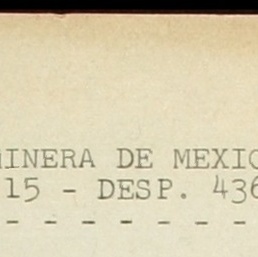 MINERA DE MEXIC
15 - DESP. 436
- - - - - - - -